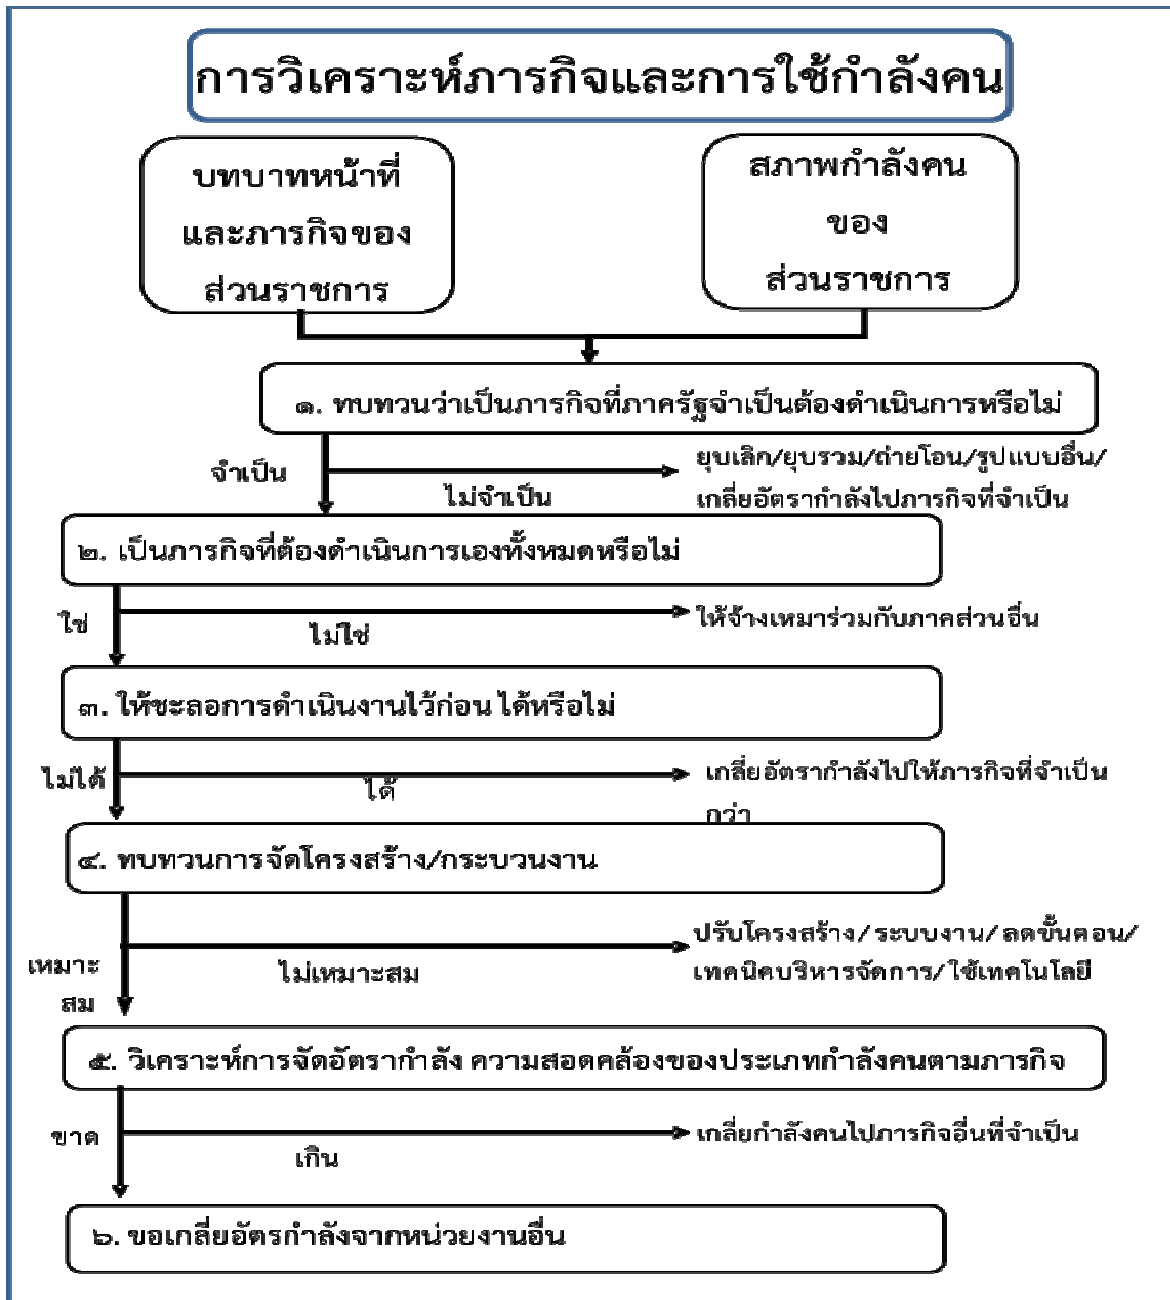 การวิเคราะห์ภารกิจและการใช้กำลังคน
บทบาทหน้าที่
และภารกิจของ
ส่วนราชการ
สภาพกำลังคน
ของ
ส่วนราชการ
๑. ทบทวนว่าเป็นภารกิจที่ภาครัฐจำเป็นต้องดำเนินการหรือไม่
จำเป็น
ไม่จำเป็น
ยุบเลิก/ยุบรวม/ถ่ายโอน/รูปแบบอื่น/
เกลี่ยอัตรากำลังไปภารกิจที่จำเป็น
๒. เป็นภารกิจที่ต้องดำเนินการเองทั้งหมดหรือไม่
ใช่
ไม่ใช่
ให้จ้างเหมาร่วมกับภาคส่วนอื่น
๓. ให้ชะลอการดำเนินงานไว้ก่อน ได้หรือไม่
ไม่ได้
ได้
เกลี่ยอัตรากำลังไปให้ภารกิจที่จำเป็น
กว่า
๔. ทบทวนการจัดโครงสร้าง/กระบวนงาน
เหมาะ
สม
ไม่เหมาะสม
ปรับโครงสร้าง/ระบบงาน/ลดขั้นตอน/
เทคนิคบริหารจัดการ/ใช้เทคโนโลยี
๕. วิเคราะห์การจัดอัตรากำลัง ความสอดคล้องของประเภทกำลังคนตามภารกิจ
ขาด
เกิน
เกลี่ยกำลังคนไปภารกิจอื่นที่จำเป็น
๖. ขอเกลี่ยอัตรกำลังจากหน่วยงานอื่น